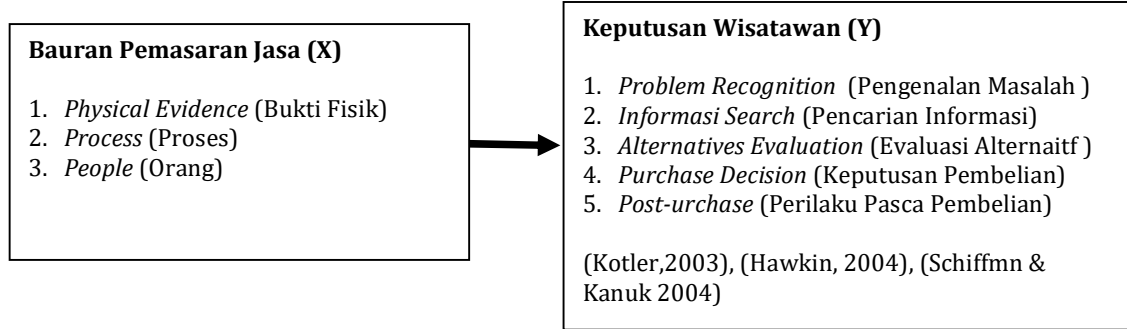 Bauran Pemasaran Jasa (X)
1. Physical Evidence (Bukti Fisik)
2. Process (Proses)
3. People (Orang)
Keputusan Wisatawan (Y)
1. Problem Recognition (Pengenalan Masalah )
2. Informasi Search (Pencarian Informasi)
3. Alternatives Evaluation (Evaluasi Alternaitf )
4. Purchase Decision (Keputusan Pembelian)
5. Post-urchase (Perilaku Pasca Pembelian)
(Kotler,2003), (Hawkin, 2004), (Schiffmn &
Kanuk 2004)